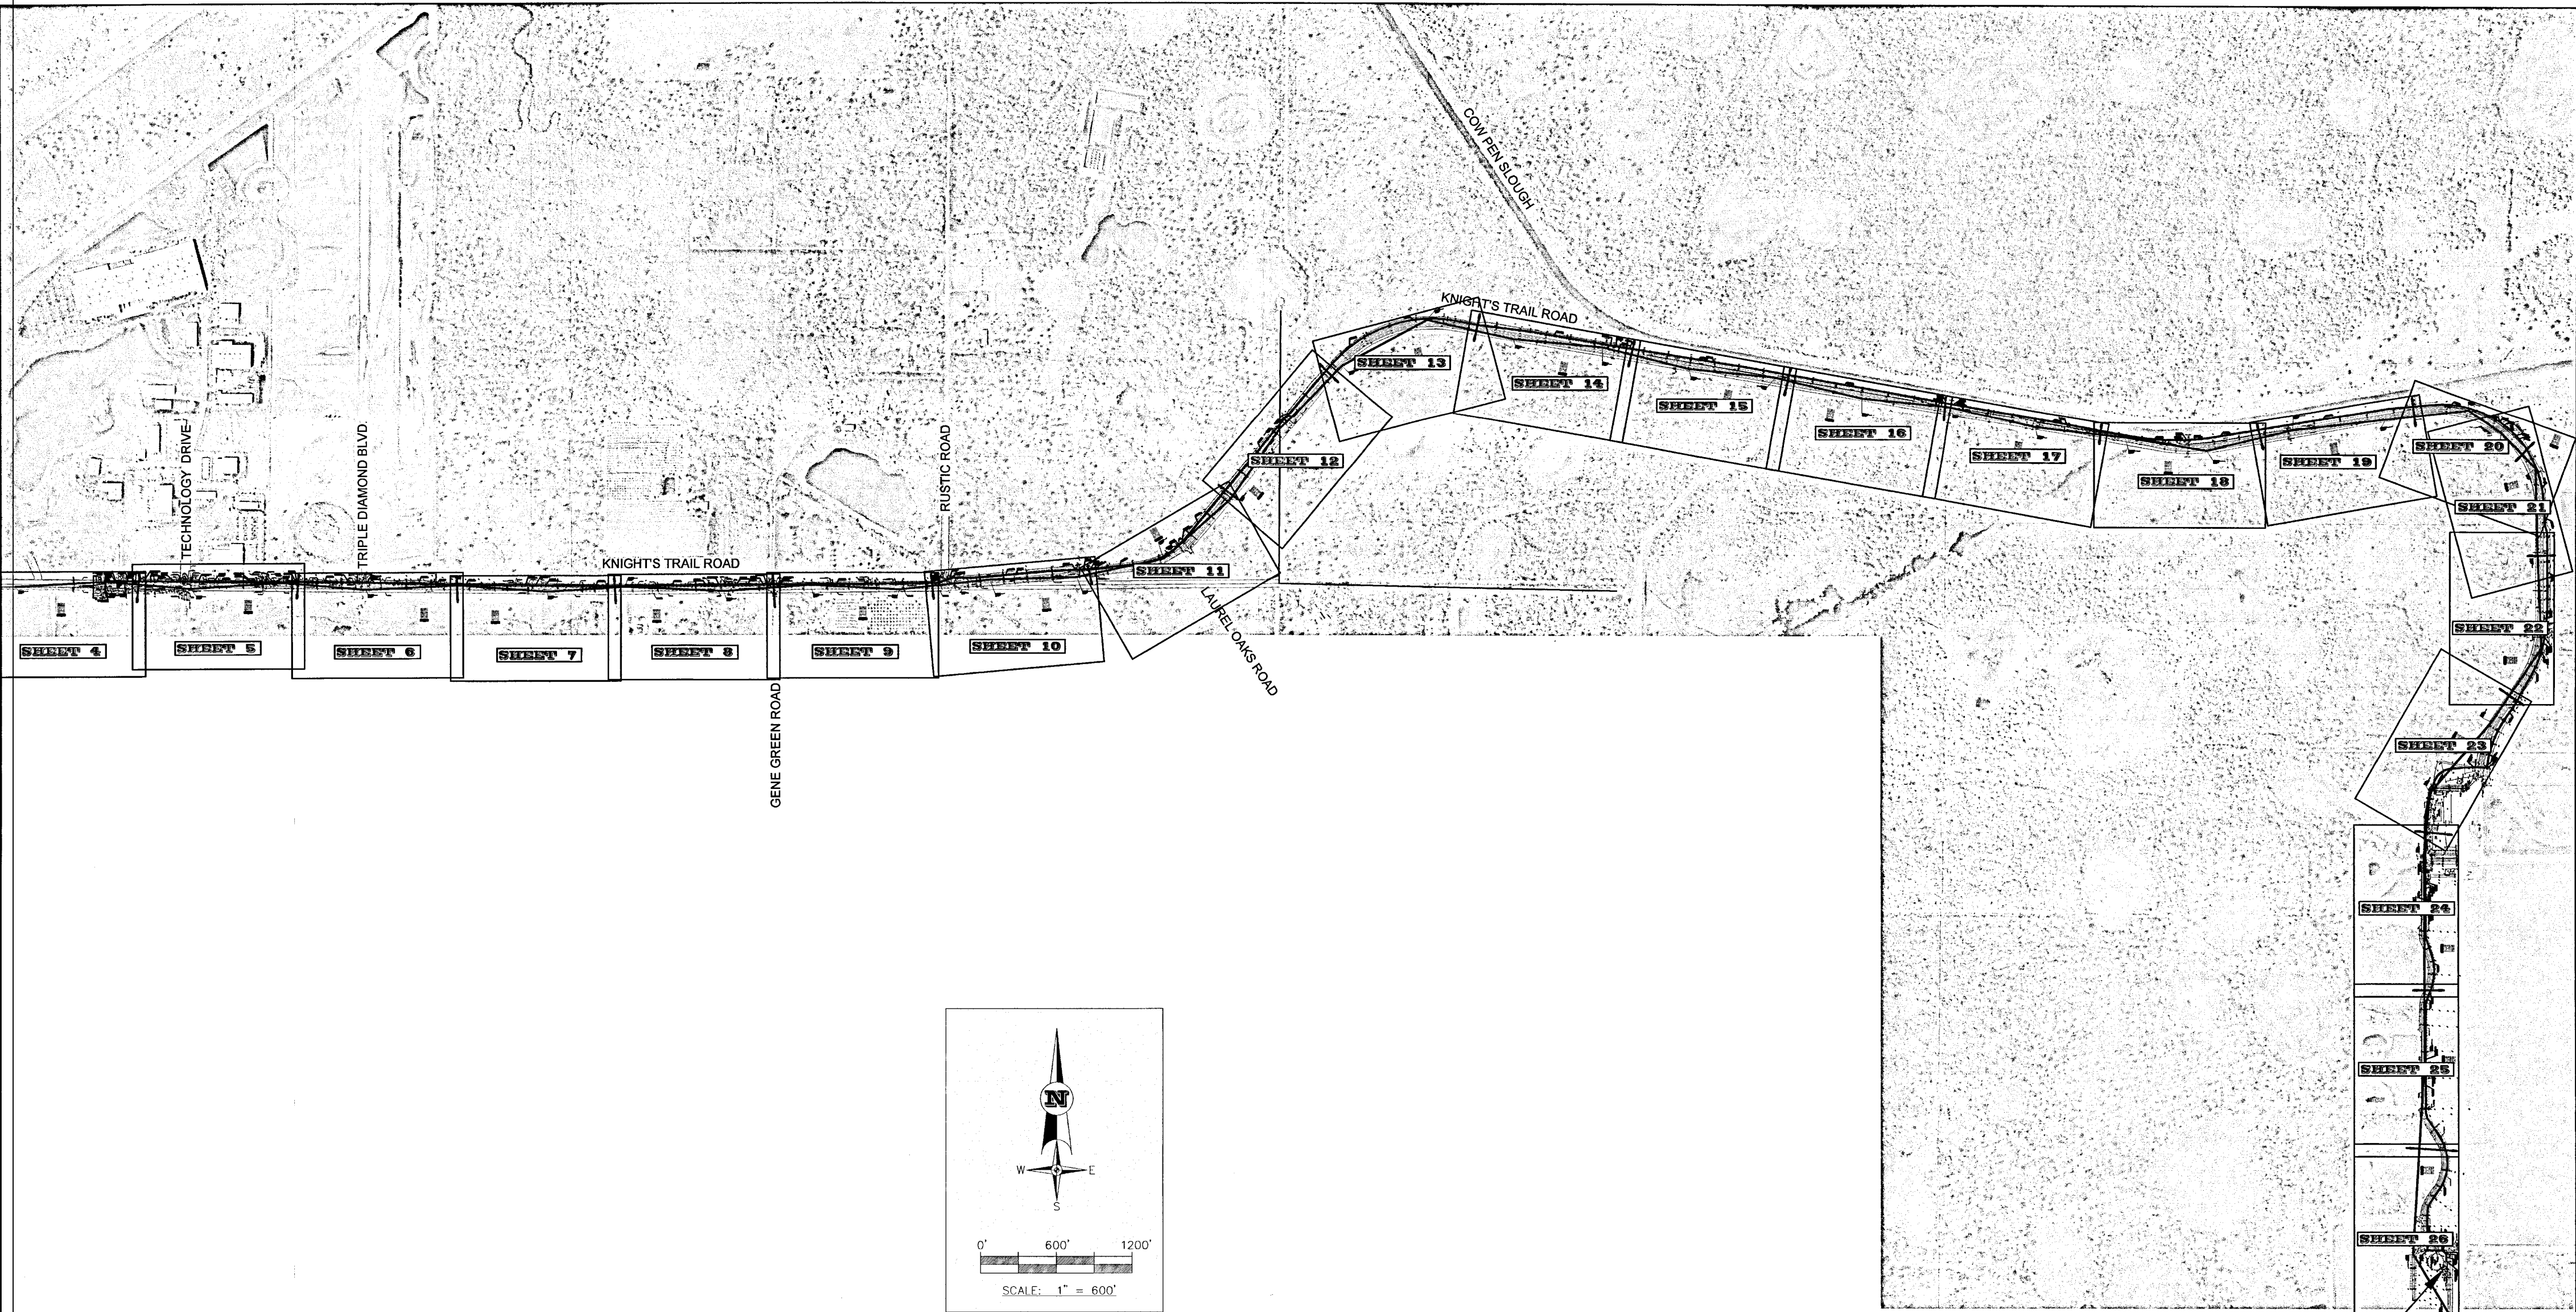 COW PEN SLOUGH
KNIGHT'S TRAIL ROAD
SHEET 13
SHEET 14
SHEET 15
SHEET 16
SHEET 17
SHEET 18
SHEET 19
SHEET 20
SHEET 21
SHEET 12
TECHNOLOGY DRIVE
TRIPLE DIAMOND BLVD.
RUSTIC ROAD
KNIGHT'S TRAIL ROAD
SHEET 11
LAUREL OAKS ROAD
SHEET 4
SHEET 5
SHEET 6
SHEET 7
SHEET 8
SHEET 9
SHEET 10
GENE GREEN ROAD
SHEET 22
SHEET 23
SHEET 24
SHEET 25
SHEET 26
N
W E
S
0' 600' 1200'
SCALE: 1" = 600'